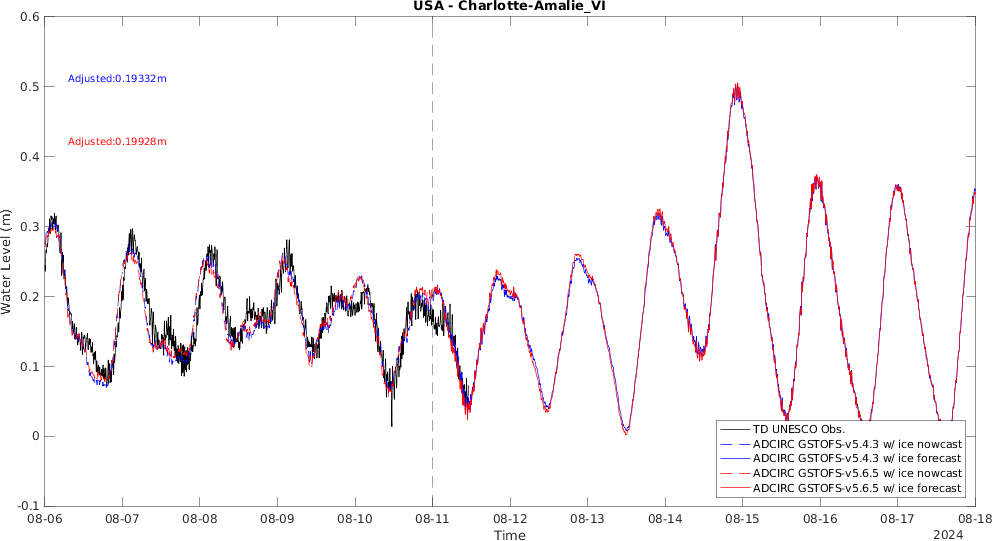 USA - Charlotte-Amalie_VI
0.6
0.5
0.4
0.3
0.2
0.1
0
-0.1
Water Level (m)
Adjusted:0.19332m
Adjusted:0.19928m
TD UNESCO Obs.
ADCIRC GSTOFS-v5.4.3 w/ ice nowcast
ADCIRC GSTOFS-v5.4.3 w/ ice forecast
ADCIRC GSTOFS-v5.6.5 w/ ice nowcast
ADCIRC GSTOFS-v5.6.5 w/ ice forecast
08-06 08-07 08-08 08-09 08-10 08-11 08-12 08-13 08-14 08-15 08-16 08-17 08-18
Time
2024